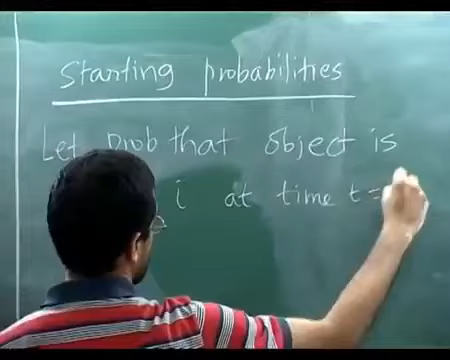 Starting probabilities
Let prob that object is
i at time t=